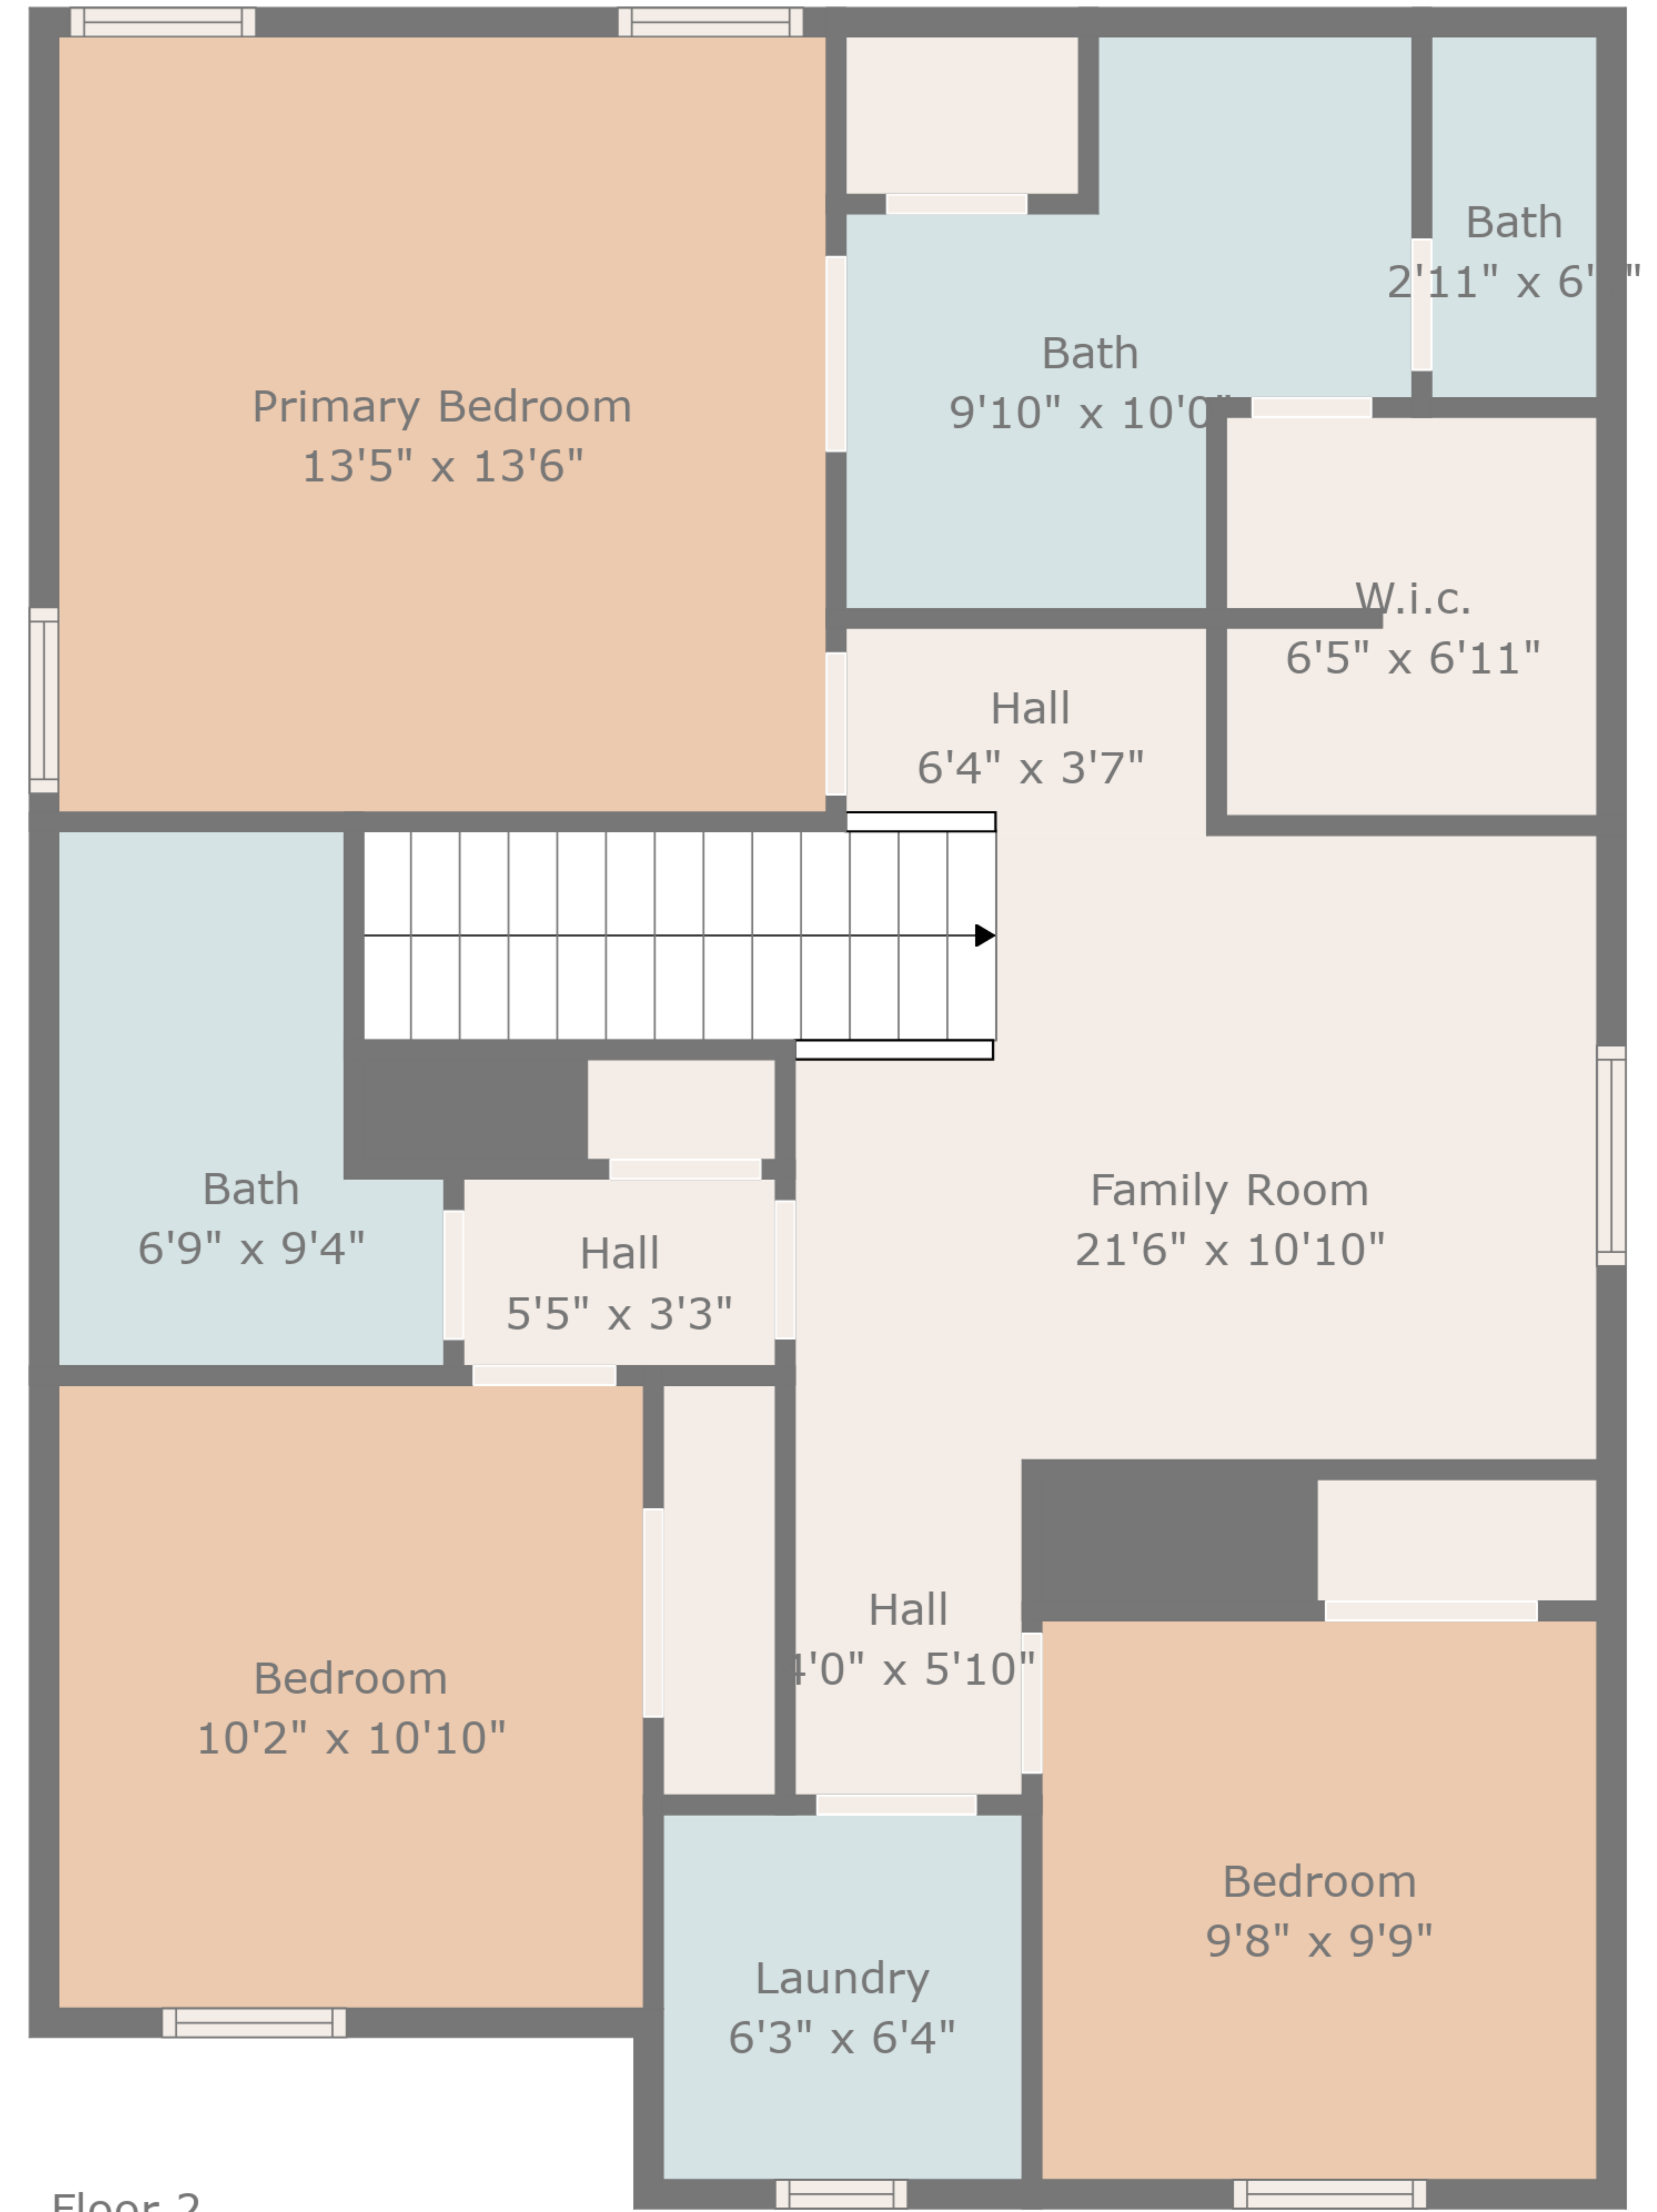 Bath
2'11" x 6'
Bath
9'10" x 10'0"
Primary Bedroom
13'5" x 13'6"
W.i.c.
6'5" x 6'11"
Hall
6'4" x 3'7"
Bath
6'9" x 9'4"
Hall
5'5" x 3'3"
Family Room
21'6" x 10'10"
Hall
4'0" x 5'10"
Bedroom
10'2" x 10'10"
Bedroom
9'8" x 9'9"
Laundry
6'3" x 6'4"
Floor 2